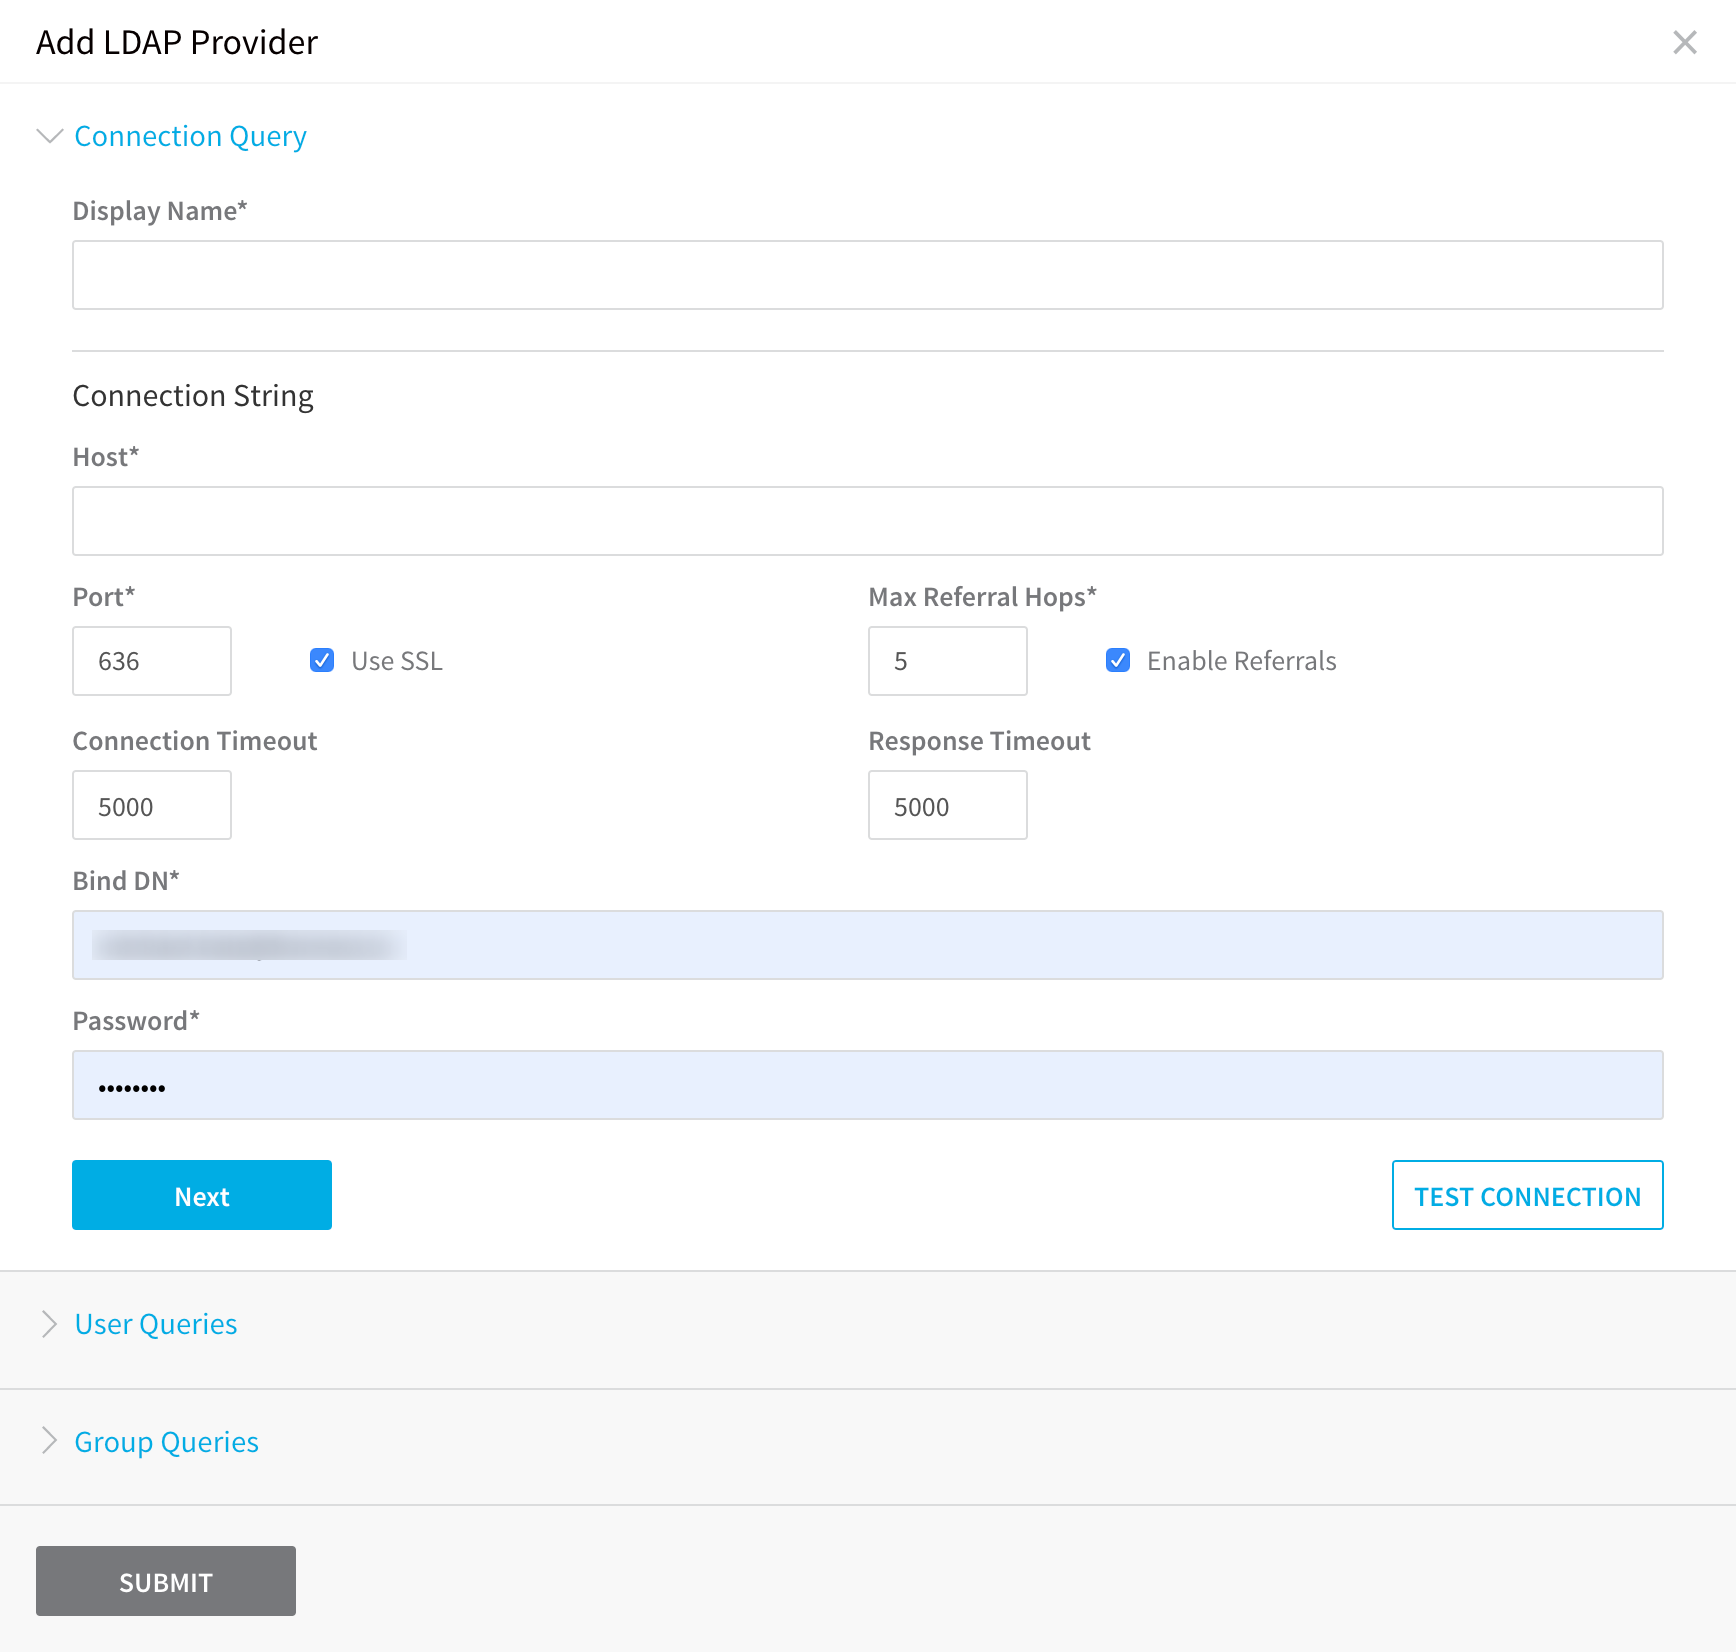 Add LDAP Provider
Connection Query
Display Name*
Connection String
Host*
Port* Max Referral Hops*
636 Use SSL 5 Enable Referrals
Connection Timeout Response Timeout
5000 5000
Bind DN*
Password*
••••••••
Next TEST CONNECTION
User Queries
Group Queries
SUBMIT